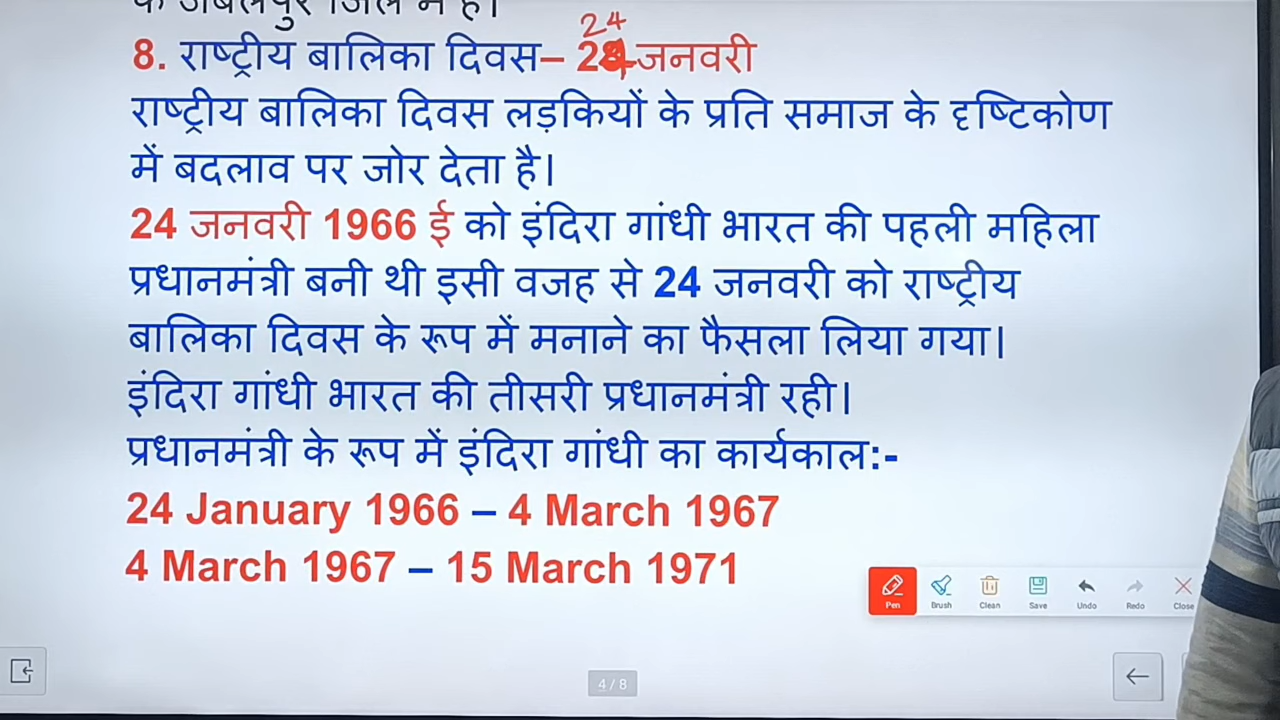 के जबलपुर जिले में है।
24
8. राष्ट्रीय बालिका दिवस– 24 जनवरी
राष्ट्रीय बालिका दिवस लड़कियों के प्रति समाज के दृष्टिकोण
में बदलाव पर जोर देता है।
24 जनवरी 1966 ई को इंदिरा गांधी भारत की पहली महिला
प्रधानमंत्री बनी थी इसी वजह से 24 जनवरी को राष्ट्रीय
बालिका दिवस के रूप में मनाने का फैसला लिया गया।
इंदिरा गांधी भारत की तीसरी प्रधानमंत्री रही।
प्रधानमंत्री के रूप में इंदिरा गांधी का कार्यकाल:-
24 January 1966 – 4 March 1967
4 March 1967 – 15 March 1971
Pen Brush Clean Save Undo Redo Close
4 / 8